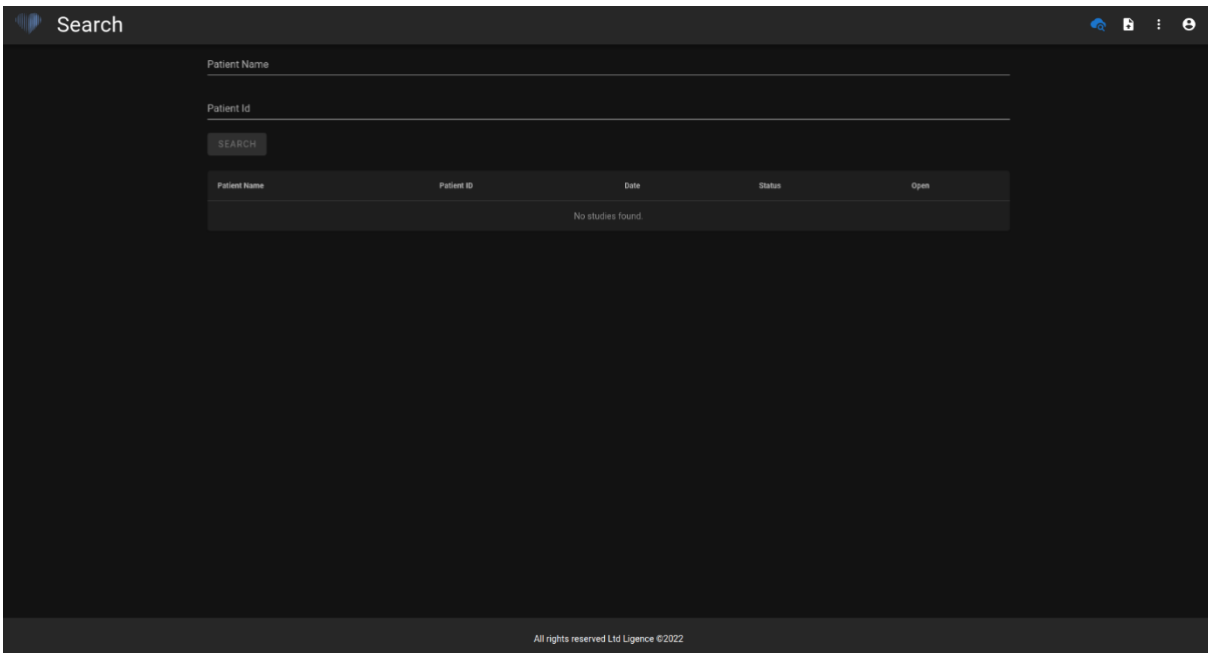 Search
Patient Name
Patient Id
SEARCH
Patient Name Patient ID Date Status Open
No studies found.
All rights reserved Ltd Ligence ©2022